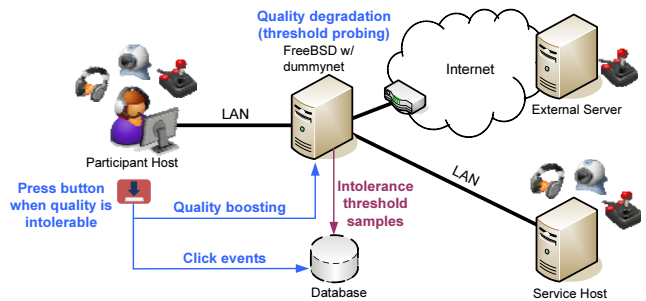 Quality degradation
(threshold probing)
FreeBSD w/
dummynet
Internet
External Server
LAN
Participant Host
LAN
Press button
when quality is
intolerable
Quality boosting
Intolerance
threshold
samples
Click events
Database
Service Host